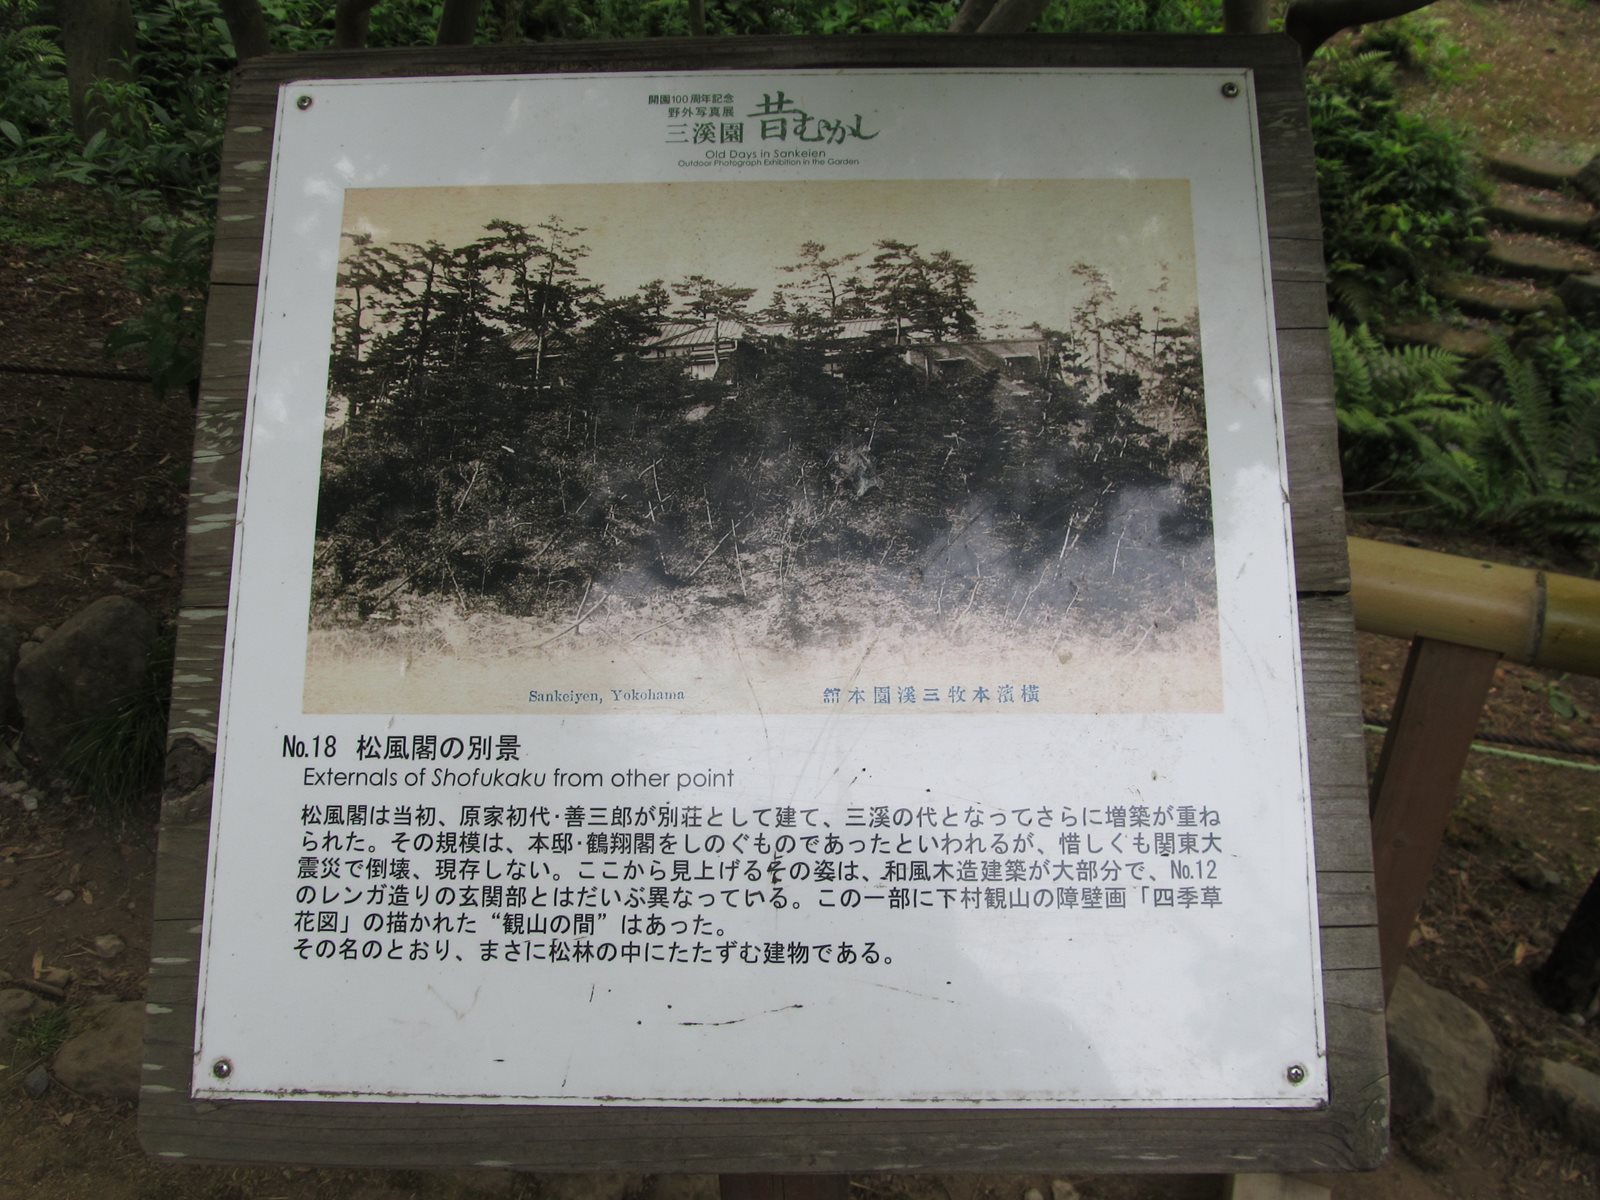 開園100周年記念
野外写真展
三溪園 昔むかし
Old Days in Sankeien
Outdoor Photograph Exhibition in the Garden
Sankeiyen, Yokohama
舘本園溪三牧本濱橫
No.18 松風閣の別景
Externals of Shofukaku from other point
松風閣は当初、原家初代・善三郎が別荘として建て、三溪の代となってさらに増築が重ね
られた。その規模は、本邸・鶴翔閣をしのぐものであったといわれるが、惜しくも関東大
震災で倒壊、現存しない。ここから見上げるその姿は、和風木造建築が大部分で、No.12
のレンガ造りの玄関部とはだいぶ異なっている。この一部に下村観山の障壁画「四季草
花図」の描かれた“観山の間”はあった。
その名のとおり、まさに松林の中にたたずむ建物である。